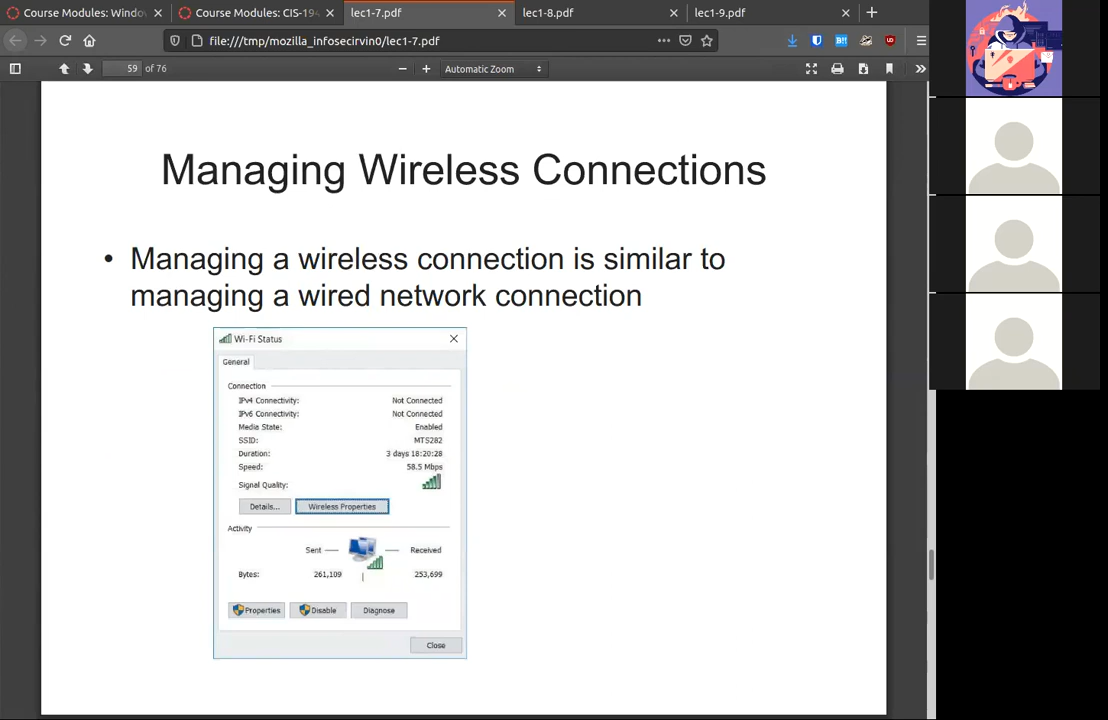 Course Modules: Window
Course Modules: CIS-194
lec1-7.pdf
lec1-8.pdf
lec1-9.pdf
file:///tmp/mozilla_infosecirvin0/lec1-7.pdf
59 of 76
Automatic Zoom
Managing Wireless Connections
• Managing a wireless connection is similar to
managing a wired network connection
Wi-Fi Status
General
Connection
IPv4 Connectivity: Not Connected
IPv6 Connectivity: Not Connected
Media State: Enabled
SSID: MTS282
Duration: 3 days 18:20:28
Speed: 58.5 Mbps
Signal Quality:
Details... Wireless Properties
Activity
Sent Received
Bytes: 261,109 253,699
Properties Disable Diagnose
Close